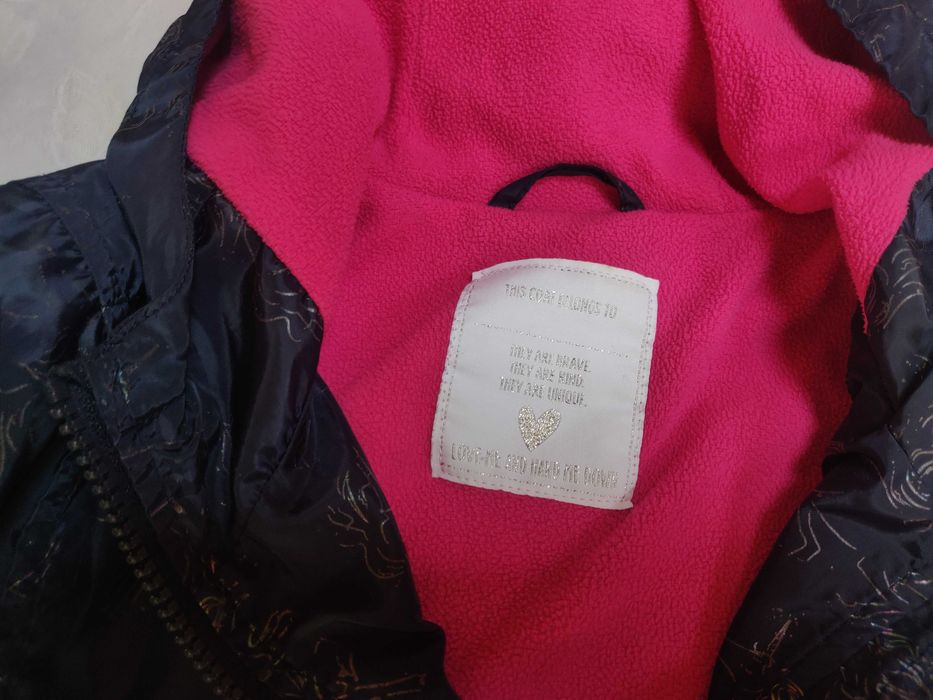 THIS COAT BELONGS TO
THEY ARE BRAVE.
THEY ARE KIND.
THEY ARE UNIQUE.
LOVE ME AND HAND ME DOWN